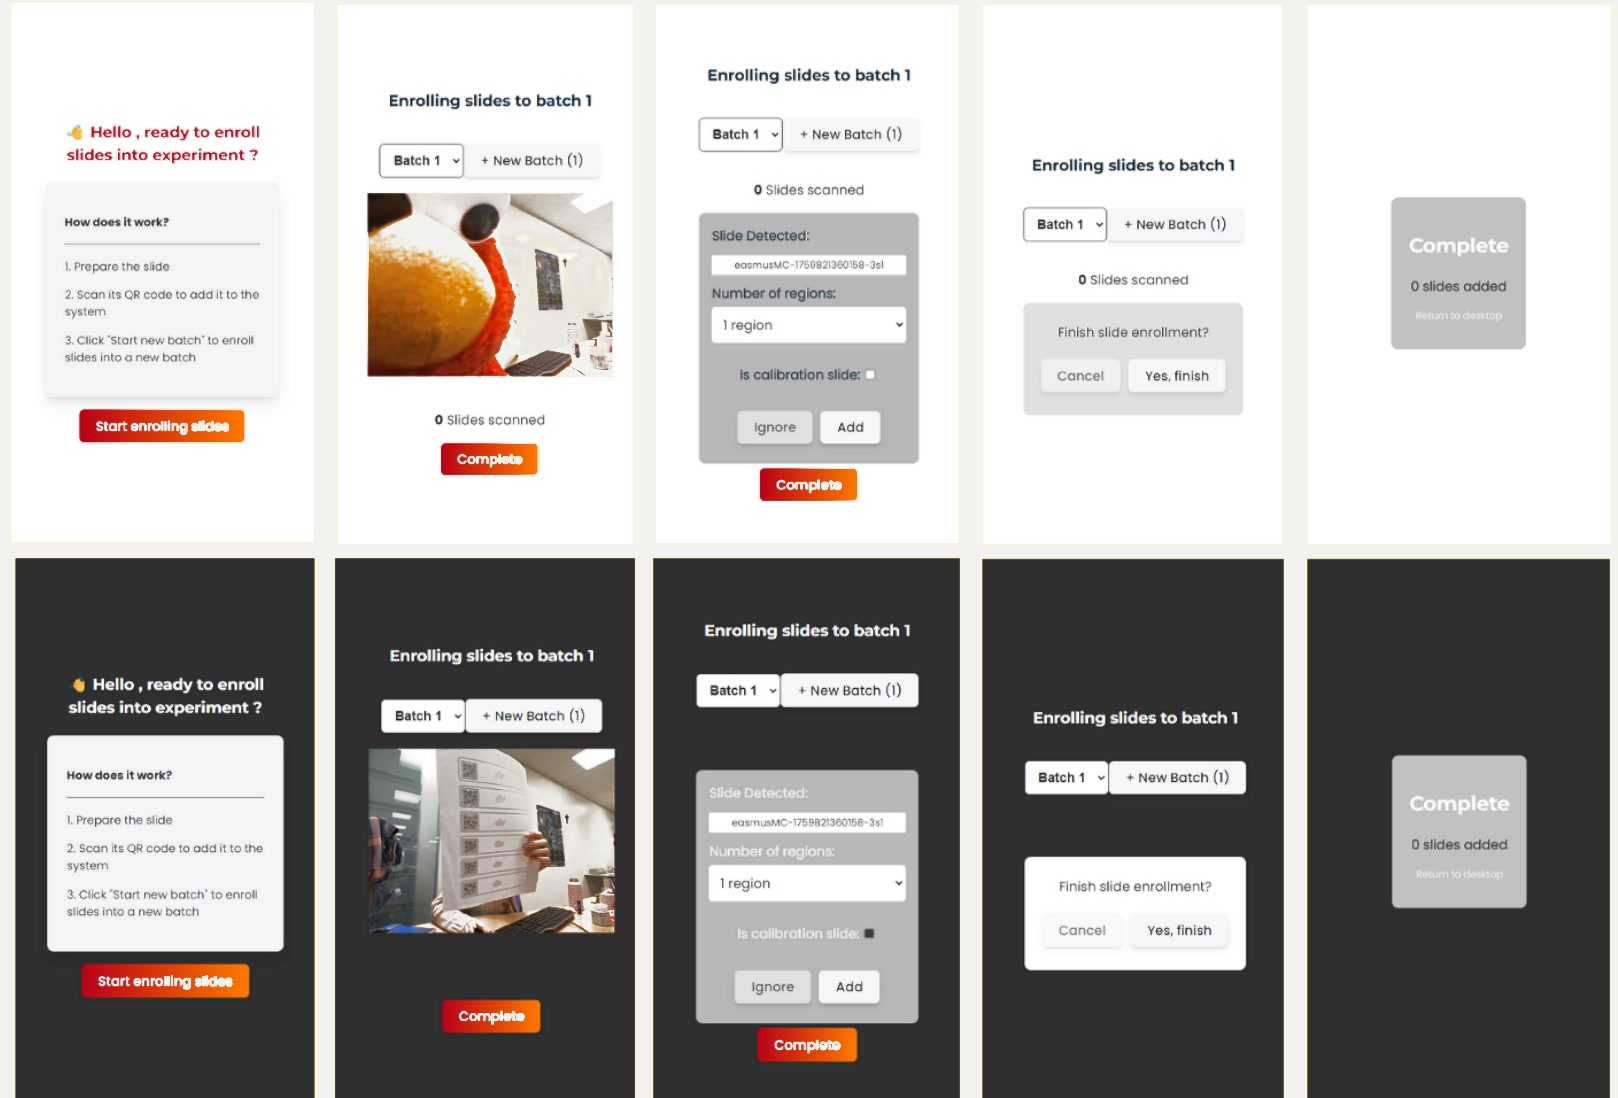 👋 Hello , ready to enroll
slides into experiment ?
How does it work?
1. Prepare the slide
2. Scan its QR code to add it to the
system
3. Click "Start new batch" to enroll
slides into a new batch
Start enrolling slides
Enrolling slides to batch 1
Batch 1
+ New Batch (1)
0 Slides scanned
Complete
Enrolling slides to batch 1
Batch 1
+ New Batch (1)
0 Slides scanned
Slide Detected:
easmusMC-1759821360158-3s1
Number of regions:
1 region
Is calibration slide:
Ignore
Add
Complete
Enrolling slides to batch 1
Batch 1
+ New Batch (1)
0 Slides scanned
Finish slide enrollment?
Cancel
Yes, finish
Complete
0 slides added
Return to desktop
👋 Hello , ready to enroll
slides into experiment ?
How does it work?
1. Prepare the slide
2. Scan its QR code to add it to the
system
3. Click "Start new batch" to enroll
slides into a new batch
Start enrolling slides
Enrolling slides to batch 1
Batch 1
+ New Batch (1)
Complete
Enrolling slides to batch 1
Batch 1
+ New Batch (1)
Slide Detected:
easmusMC-1759821360158-3s1
Number of regions:
1 region
Is calibration slide:
Ignore
Add
Complete
Enrolling slides to batch 1
Batch 1
+ New Batch (1)
Finish slide enrollment?
Cancel
Yes, finish
Complete
0 slides added
Return to desktop